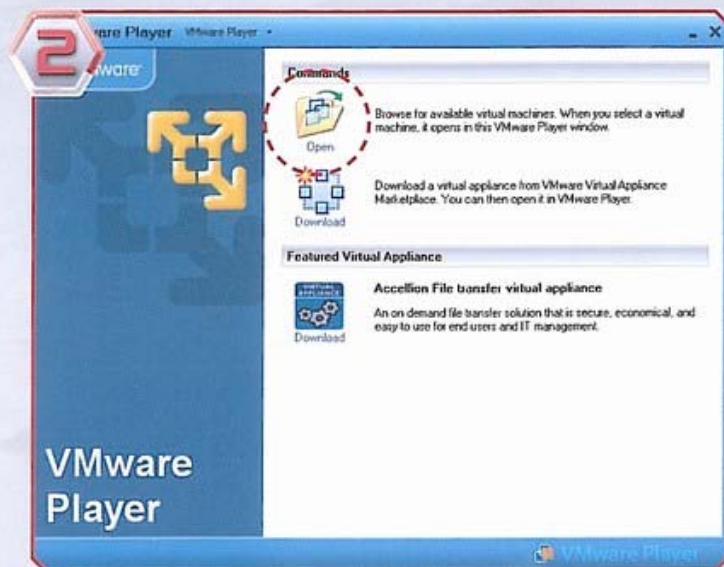 2
ware Player VMware Player
ware
Commands
Open
Browse for available virtual machines. When you select a virtual
machine, it opens in this VMware Player window.
Download
Download a virtual appliance from VMware Virtual Appliance
Marketplace. You can then open it in VMware Player.
Featured Virtual Appliance
VIRTUAL
APPLIANCE
Download
Accellion File transfer virtual appliance
An on demand file transfer solution that is secure, economical, and
easy to use for end users and IT management.
VMware
Player
VMware Player